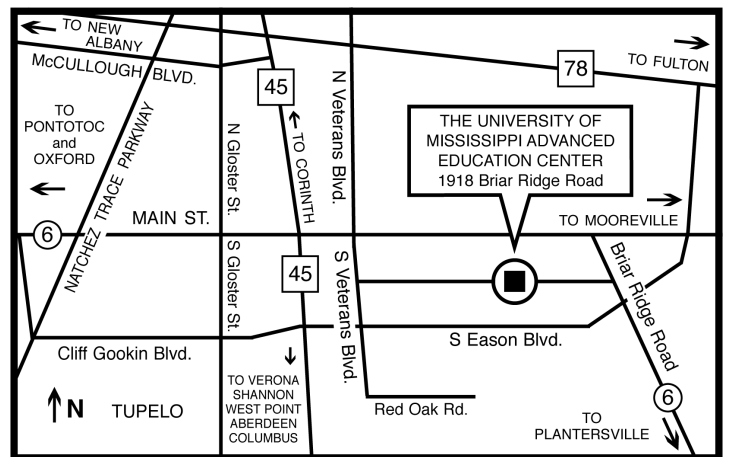 TO NEW
ALBANY
McCULLOUGH BLVD.
TO FULTON
78
45
TO
PONTOTOC
and
OXFORD
NATCHEZ TRACE PARKWAY
N Gloster St.
TO CORINTH
N Veterans Blvd.
THE UNIVERSITY OF
MISSISSIPPI ADVANCED
EDUCATION CENTER
1918 Briar Ridge Road
6
MAIN ST.
TO MOOREVILLE
S Gloster St.
45
S Veterans Blvd.
Briar Ridge Road
Cliff Gookin Blvd.
S Eason Blvd.
N
TUPELO
TO VERONA
SHANNON
WEST POINT
ABERDEEN
COLUMBUS
Red Oak Rd.
6
TO
PLANTERSVILLE